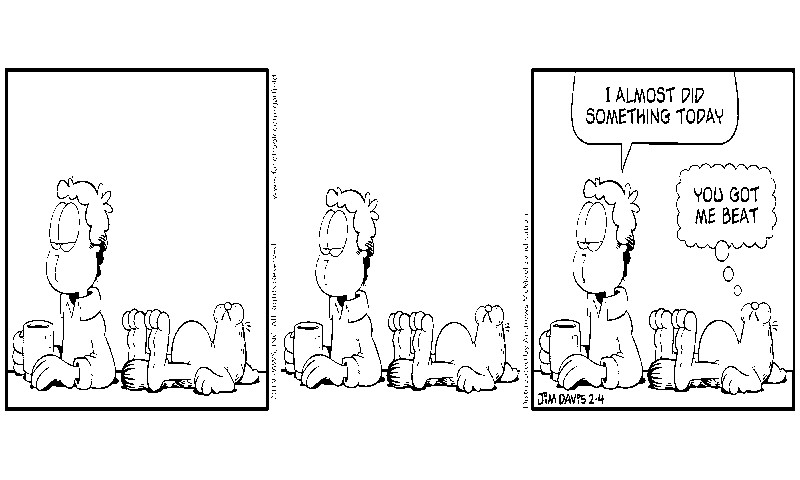 I ALMOST DID
SOMETHING TODAY
YOU GOT
ME BEAT
JIM DAVIS 2-4